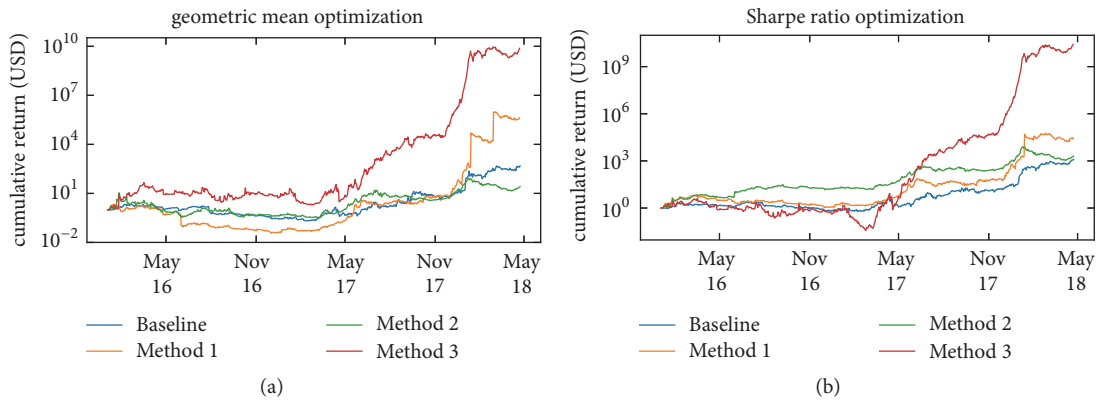 geometric mean optimization
cumulative return (USD)
10^10
10^7
10^4
10^1
10^−2
May 16
Nov 16
May 17
Nov 17
May 18
Baseline
Method 1
Method 2
Method 3
(a)
Sharpe ratio optimization
cumulative return (USD)
10^9
10^6
10^3
10^0
May 16
Nov 16
May 17
Nov 17
May 18
Baseline
Method 1
Method 2
Method 3
(b)